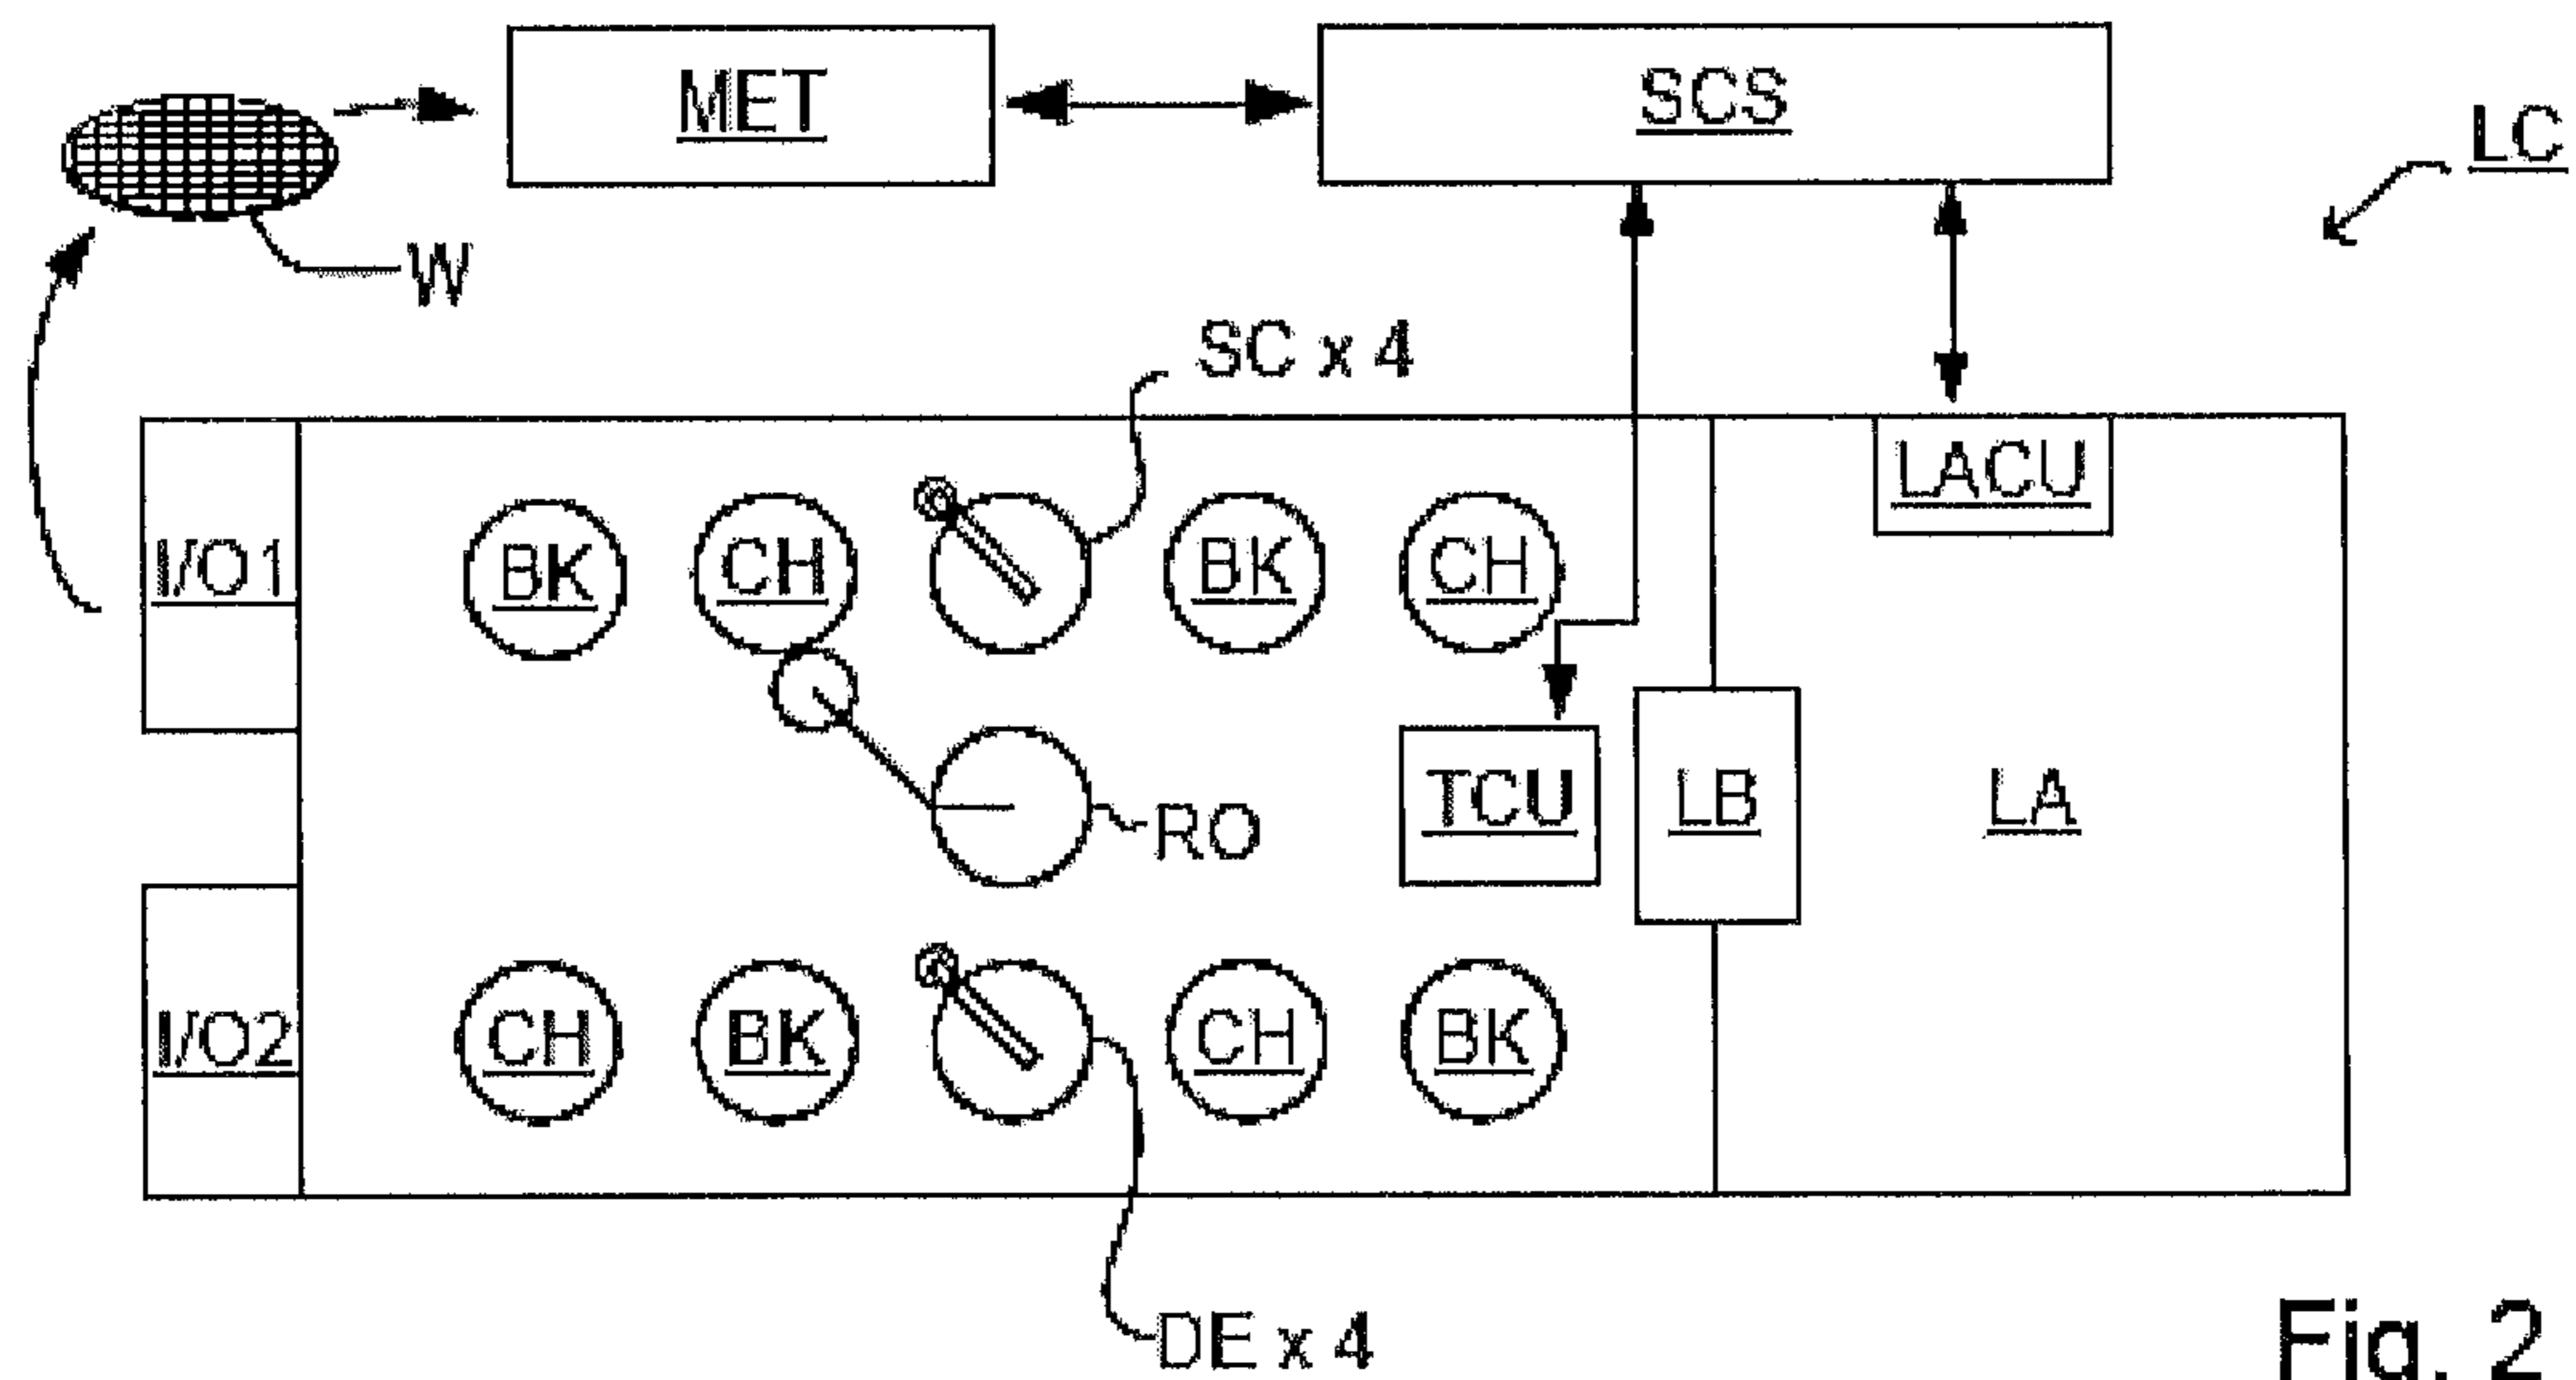 MET
SCS
LC
W
SC x 4
LACU
I/O1
BK
CH
BK
CH
RO
TCU
LB
LA
I/O2
CH
BK
CH
BK
DE x 4
Fig. 2